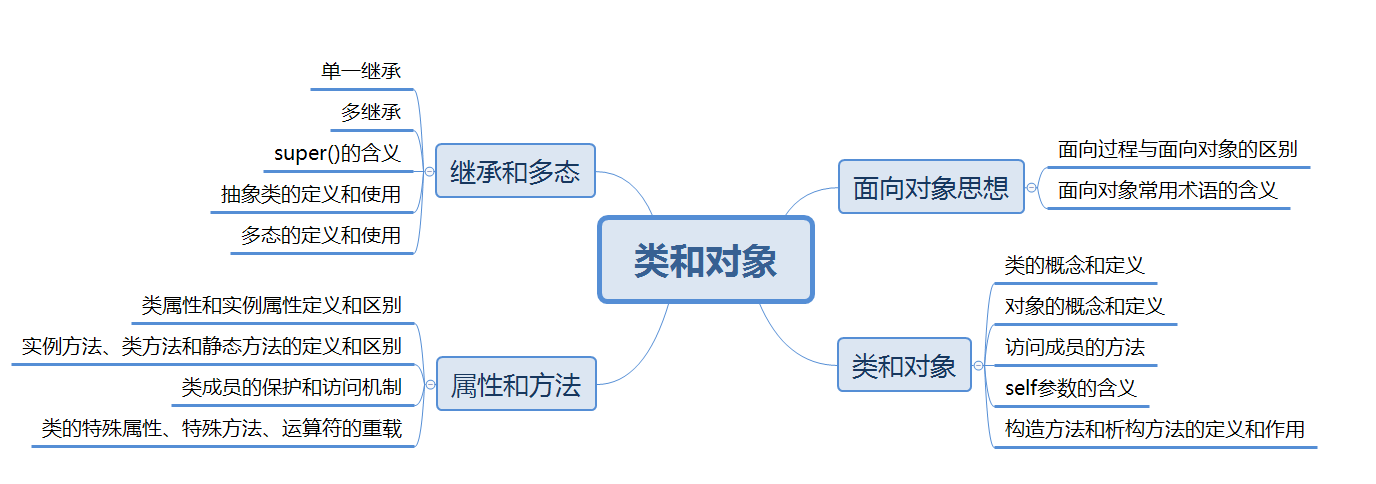 类和对象
面向对象思想
面向过程与面向对象的区别
面向对象常用术语的含义
类和对象
类的概念和定义
对象的概念和定义
访问成员的方法
self参数的含义
构造方法和析构方法的定义和作用
继承和多态
单一继承
多继承
super()的含义
抽象类的定义和使用
多态的定义和使用
属性和方法
类属性和实例属性定义和区别
实例方法、类方法和静态方法的定义和区别
类成员的保护和访问机制
类的特殊属性、特殊方法、运算符的重载